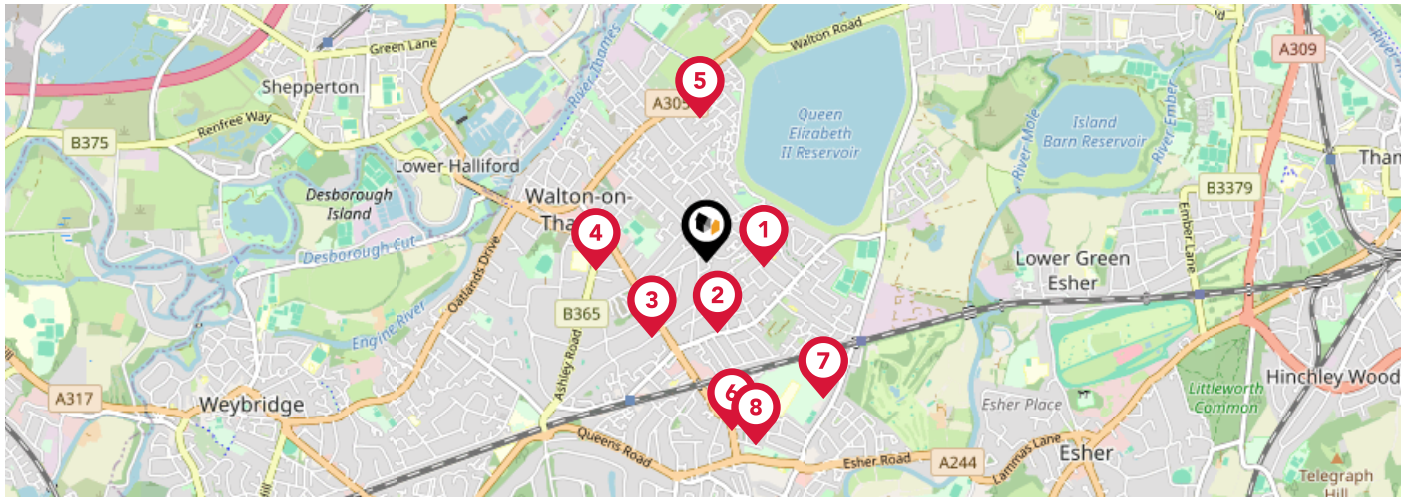 Green Lane
Shepperton
Renfree Way
B375
Lower Halliford
Desborough
Island
Desborough Cut
Engine River
Oatlands Drive
Weybridge
A317
River Thames
Walton Road
5
A305
Queen
Elizabeth
II Reservoir
Walton-on-
Tha
4
1
2
3
B365
Ashley Road
7
6
8
Queens Road
Esher Road
A244
Lammas Lane
Esher
Esher Place
Lower Green
Esher
River Mole
Island
Barn Reservoir
River Ember
Ember Lane
B3379
A309
Tham
Hinchley Wood
Littleworth
Common
Telegraph
Hill